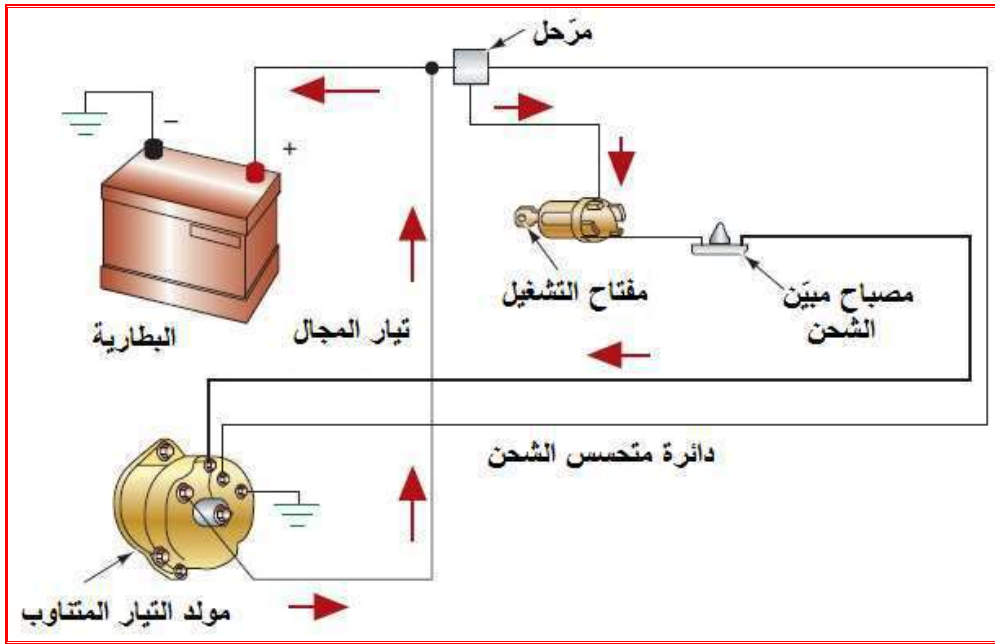 مرّحل
−
+
مفتاح التشغيل
مصباح مبيّن
الشحن
تيار المجال
البطارية
دائرة متحسس الشحن
مولد التيار المتناوب